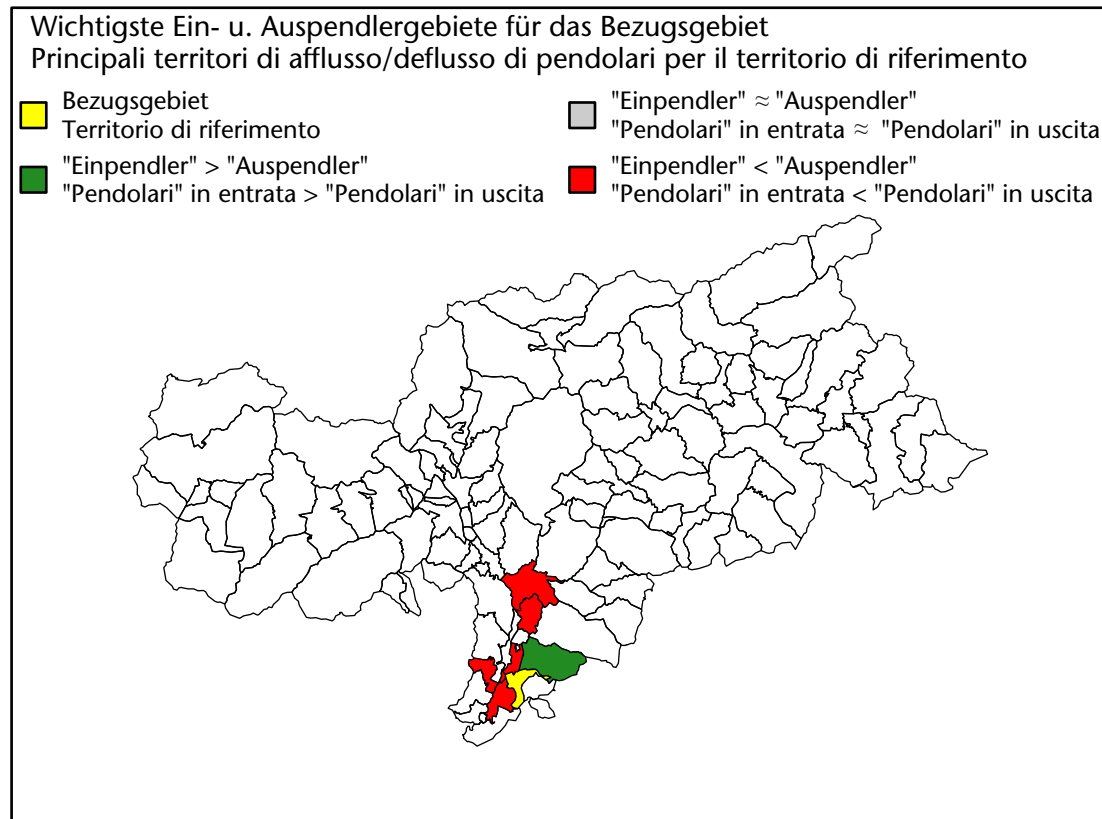 Wichtigste Ein- u. Auspendlergebiete für das Bezugsgebiet
Principali territori di afflusso/deflusso di pendolari per il territorio di riferimento
Bezugsgebiet
Territorio di riferimento
"Einpendler" > "Auspendler"
"Pendolari" in entrata > "Pendolari" in uscita
"Einpendler" ≈ "Auspendler"
"Pendolari" in entrata ≈ "Pendolari" in uscita
"Einpendler" < "Auspendler"
"Pendolari" in entrata < "Pendolari" in uscita